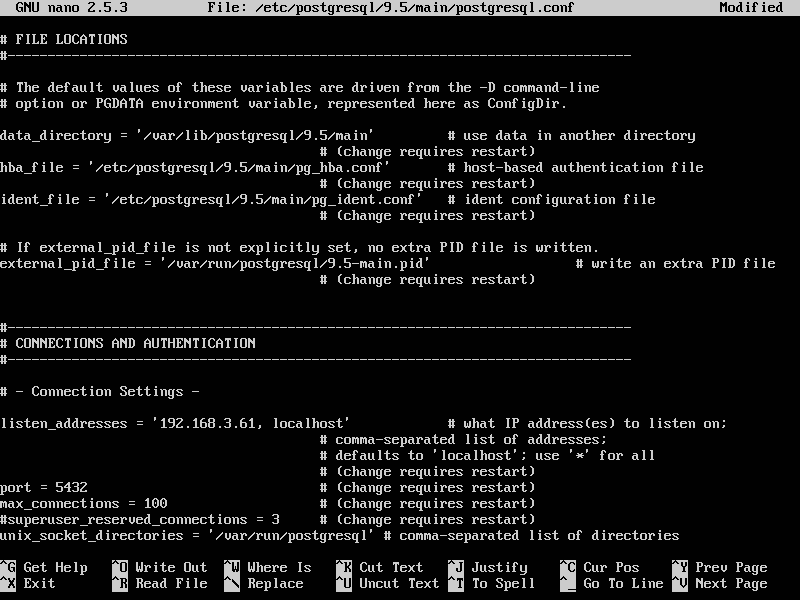 GNU nano 2.5.3 File: /etc/postgresql/9.5/main/postgresql.conf Modified
# FILE LOCATIONS
#------------------------------------------------------------------------------
# The default values of these variables are driven from the -D command-line
# option or PGDATA environment variable, represented here as ConfigDir.
data_directory = '/var/lib/postgresql/9.5/main' # use data in another directory
# (change requires restart)
hba_file = '/etc/postgresql/9.5/main/pg_hba.conf' # host-based authentication file
# (change requires restart)
ident_file = '/etc/postgresql/9.5/main/pg_ident.conf' # ident configuration file
# (change requires restart)
# If external_pid_file is not explicitly set, no extra PID file is written.
external_pid_file = '/var/run/postgresql/9.5-main.pid' # write an extra PID file
# (change requires restart)
#------------------------------------------------------------------------------
# CONNECTIONS AND AUTHENTICATION
#------------------------------------------------------------------------------
# - Connection Settings -
listen_addresses = '192.168.3.61, localhost' # what IP address(es) to listen on;
# comma-separated list of addresses;
# defaults to 'localhost'; use '*' for all
# (change requires restart)
port = 5432 # (change requires restart)
max_connections = 100 # (change requires restart)
#superuser_reserved_connections = 3 # (change requires restart)
unix_socket_directories = '/var/run/postgresql' # comma-separated list of directories
^G Get Help ^O Write Out ^W Where Is ^K Cut Text ^J Justify ^C Cur Pos ^Y Prev Page
^X Exit ^R Read File ^\ Replace ^U Uncut Text ^T To Spell ^_ Go To Line ^V Next Page